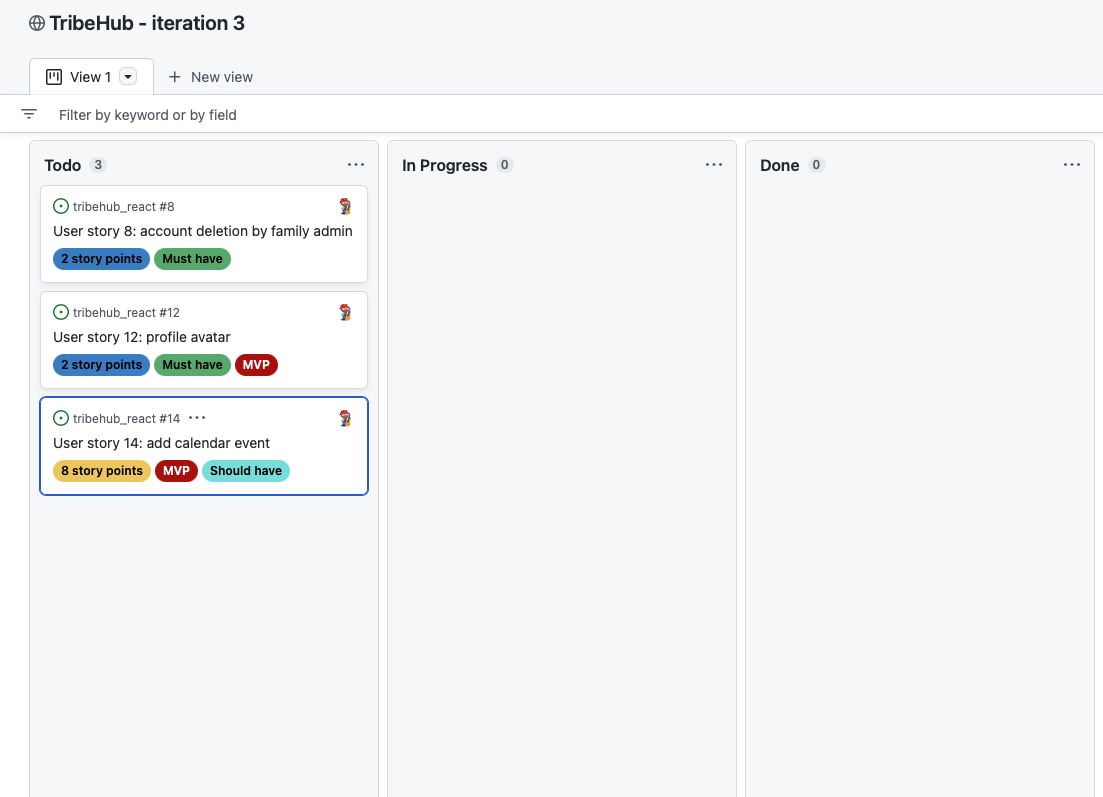 TribeHub - iteration 3
View 1
New view
Filter by keyword or by field
Todo 3
tribehub_react #8
User story 8: account deletion by family admin
2 story points Must have
tribehub_react #12
User story 12: profile avatar
2 story points Must have MVP
tribehub_react #14
User story 14: add calendar event
8 story points MVP Should have
In Progress 0
Done 0